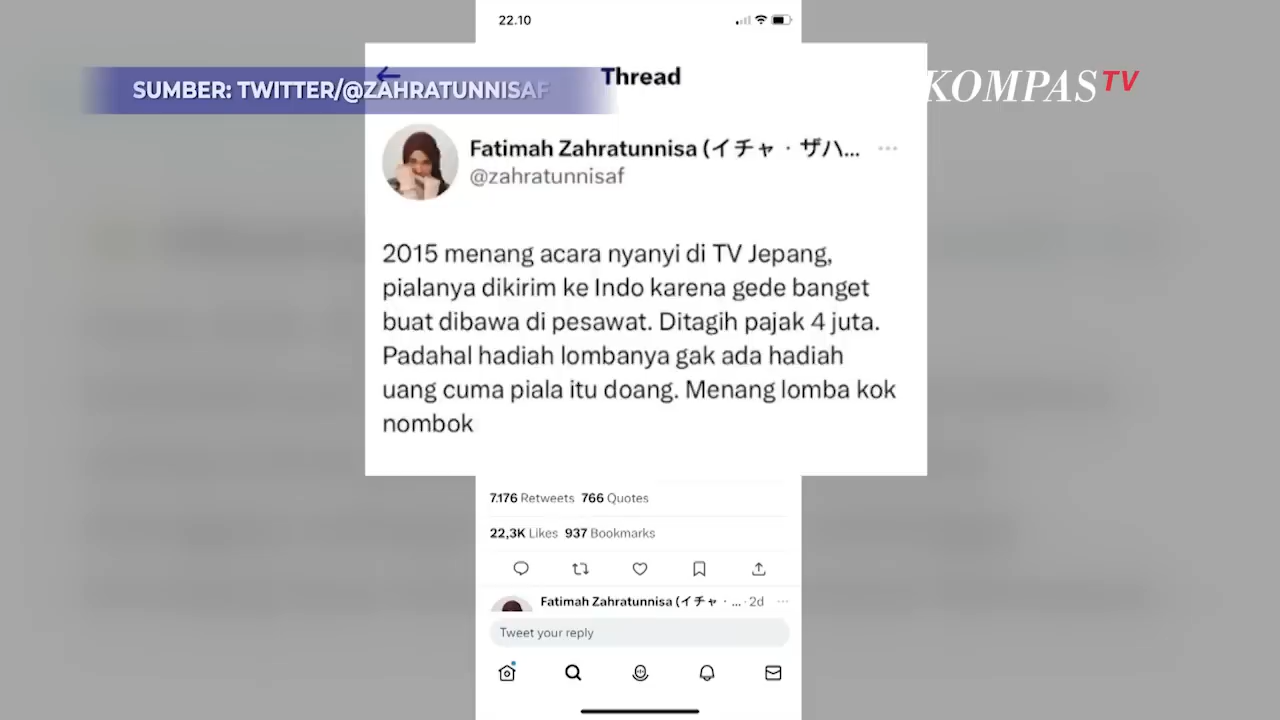 22.10
SUMBER: TWITTER/@ZAHRATUNNISAF
Thread
KOMPAS TV
Fatimah Zahratunnisa (イチャ・ザハ...
@zahratunnisaf
2015 menang acara nyanyi di TV Jepang,
pialanya dikirim ke Indo karena gede banget
buat dibawa di pesawat. Ditagih pajak 4 juta.
Padahal hadiah lombanya gak ada hadiah
uang cuma piala itu doang. Menang lomba kok
nombok
7.176 Retweets 766 Quotes
22,3K Likes 937 Bookmarks
Fatimah Zahratunnisa (イチャ・... · 2d
Tweet your reply